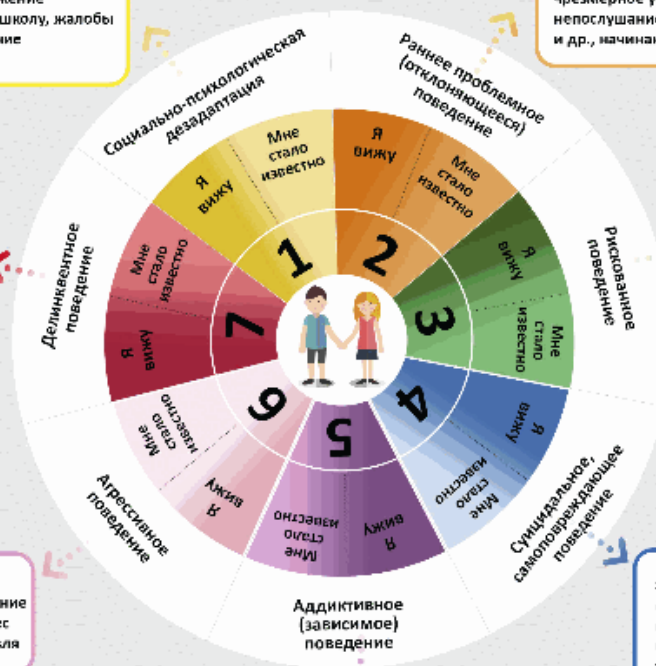 школу, жалобы
непослушание
и др., начиная
Социально-психологическая
дезадаптация
Раннее проблемное
(отклоняющееся)
поведение
Рискованное
поведение
Суицидальное,
самоповреждающее
поведение
Аддиктивное
(зависимое)
поведение
Агрессивное
поведение
Делинквентное
поведение
1
Я
вижу
Мне
стало
известно
2
Я
вижу
Мне
стало
известно
3
Я
вижу
Мне
стало
известно
4
Я
вижу
Мне
стало
известно
5
Я
вижу
Мне
стало
известно
6
Я
вижу
Мне
стало
известно
7
Я
вижу
Мне
стало
известно